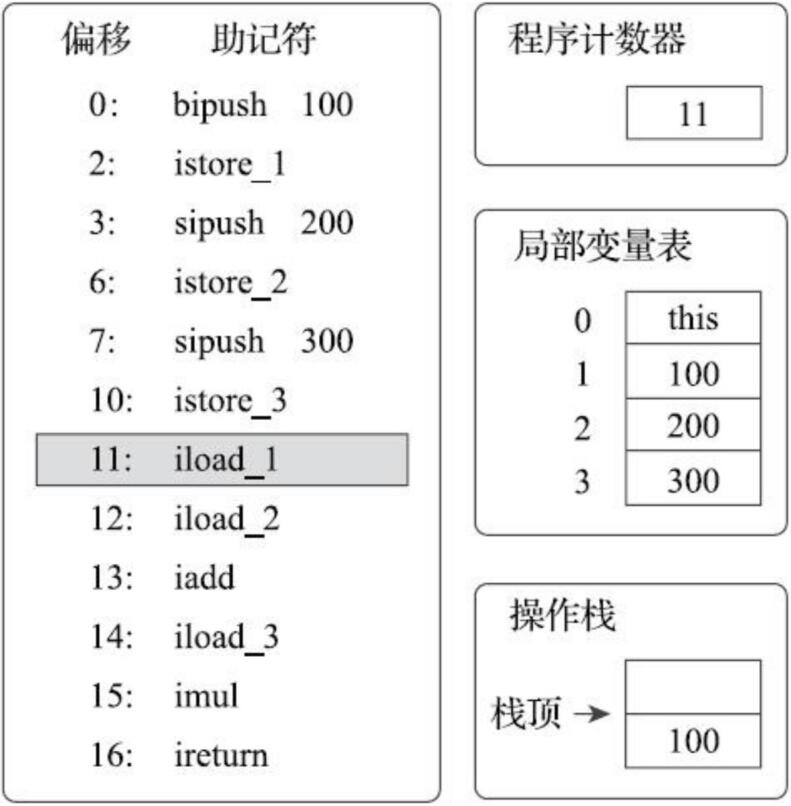 偏移 助记符
0: bipush 100
2: istore_1
3: sipush 200
6: istore_2
7: sipush 300
10: istore_3
11: iload_1
12: iload_2
13: iadd
14: iload_3
15: imul
16: ireturn
程序计数器
11
局部变量表
0 this
1 100
2 200
3 300
操作栈
栈顶
100